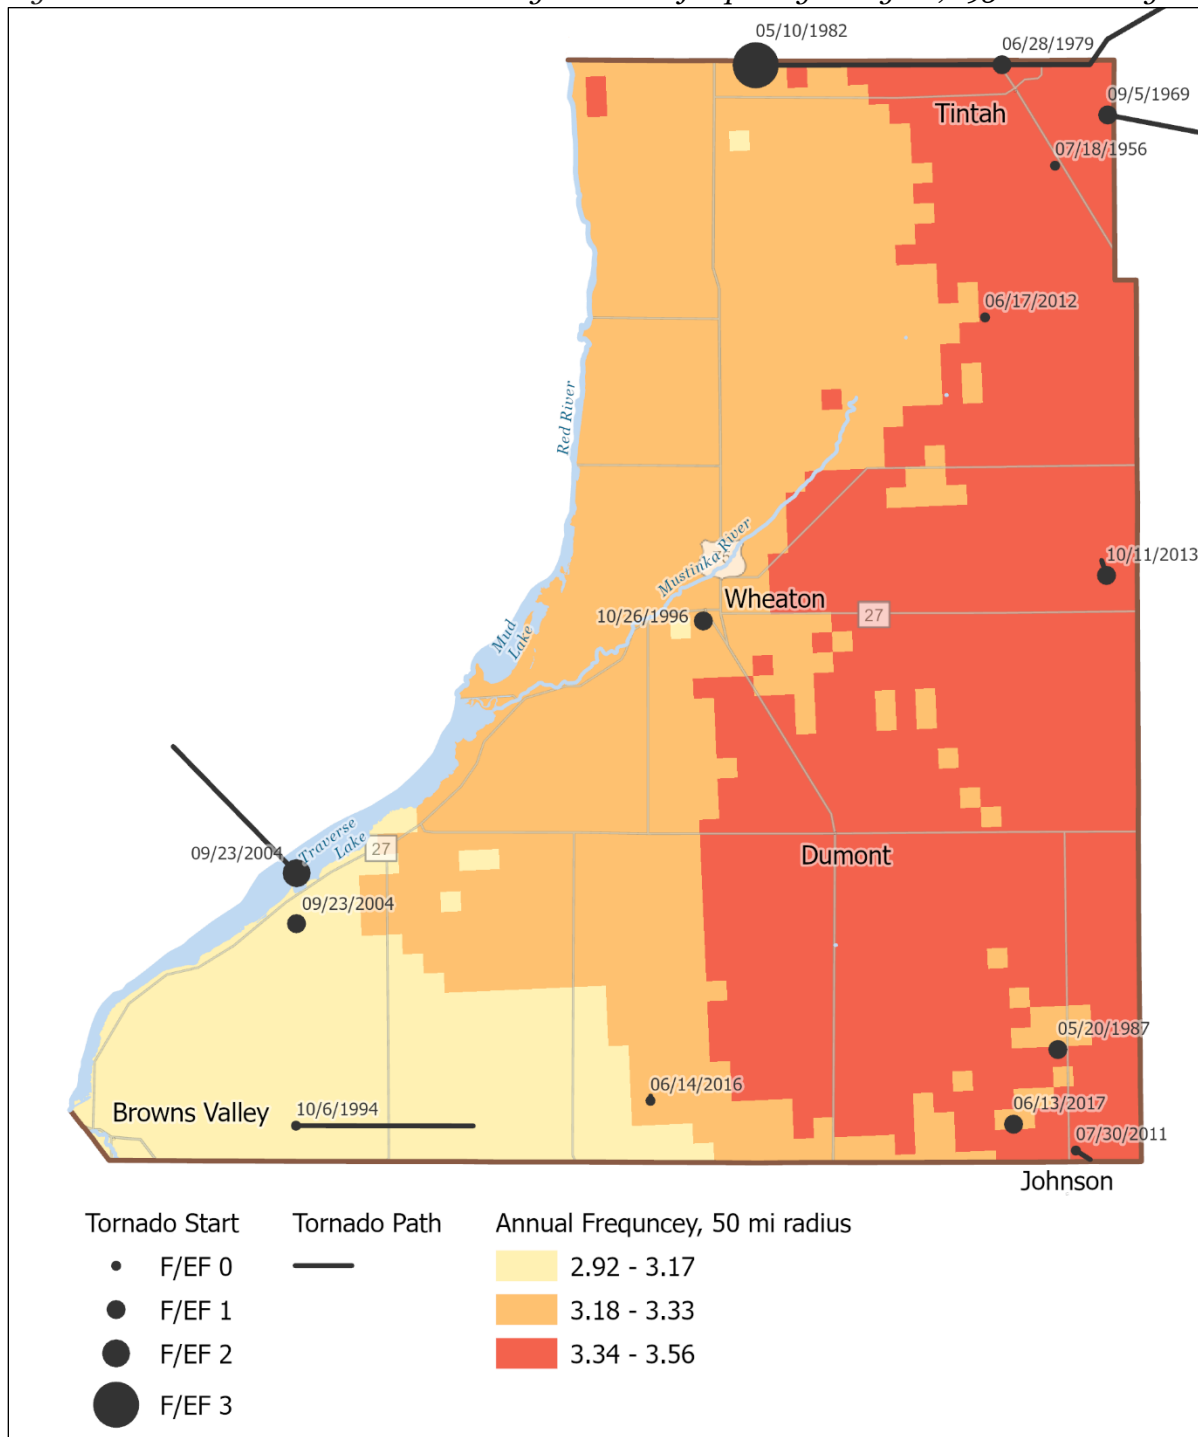 05/10/1982
06/28/1979
09/5/1969
Tintah
07/18/1956
06/17/2012
Red River
Mustinka River
10/11/2013
Wheaton
10/26/1996
27
Mud
Lake
Traverse
Lake
27
09/23/2004
Dumont
09/23/2004
05/20/1987
06/14/2016
Browns Valley
10/6/1994
06/13/2017
07/30/2011
Johnson
Tornado Start
F/EF 0
F/EF 1
F/EF 2
F/EF 3
Tornado Path
Annual Frequncey, 50 mi radius
2.92 - 3.17
3.18 - 3.33
3.34 - 3.56